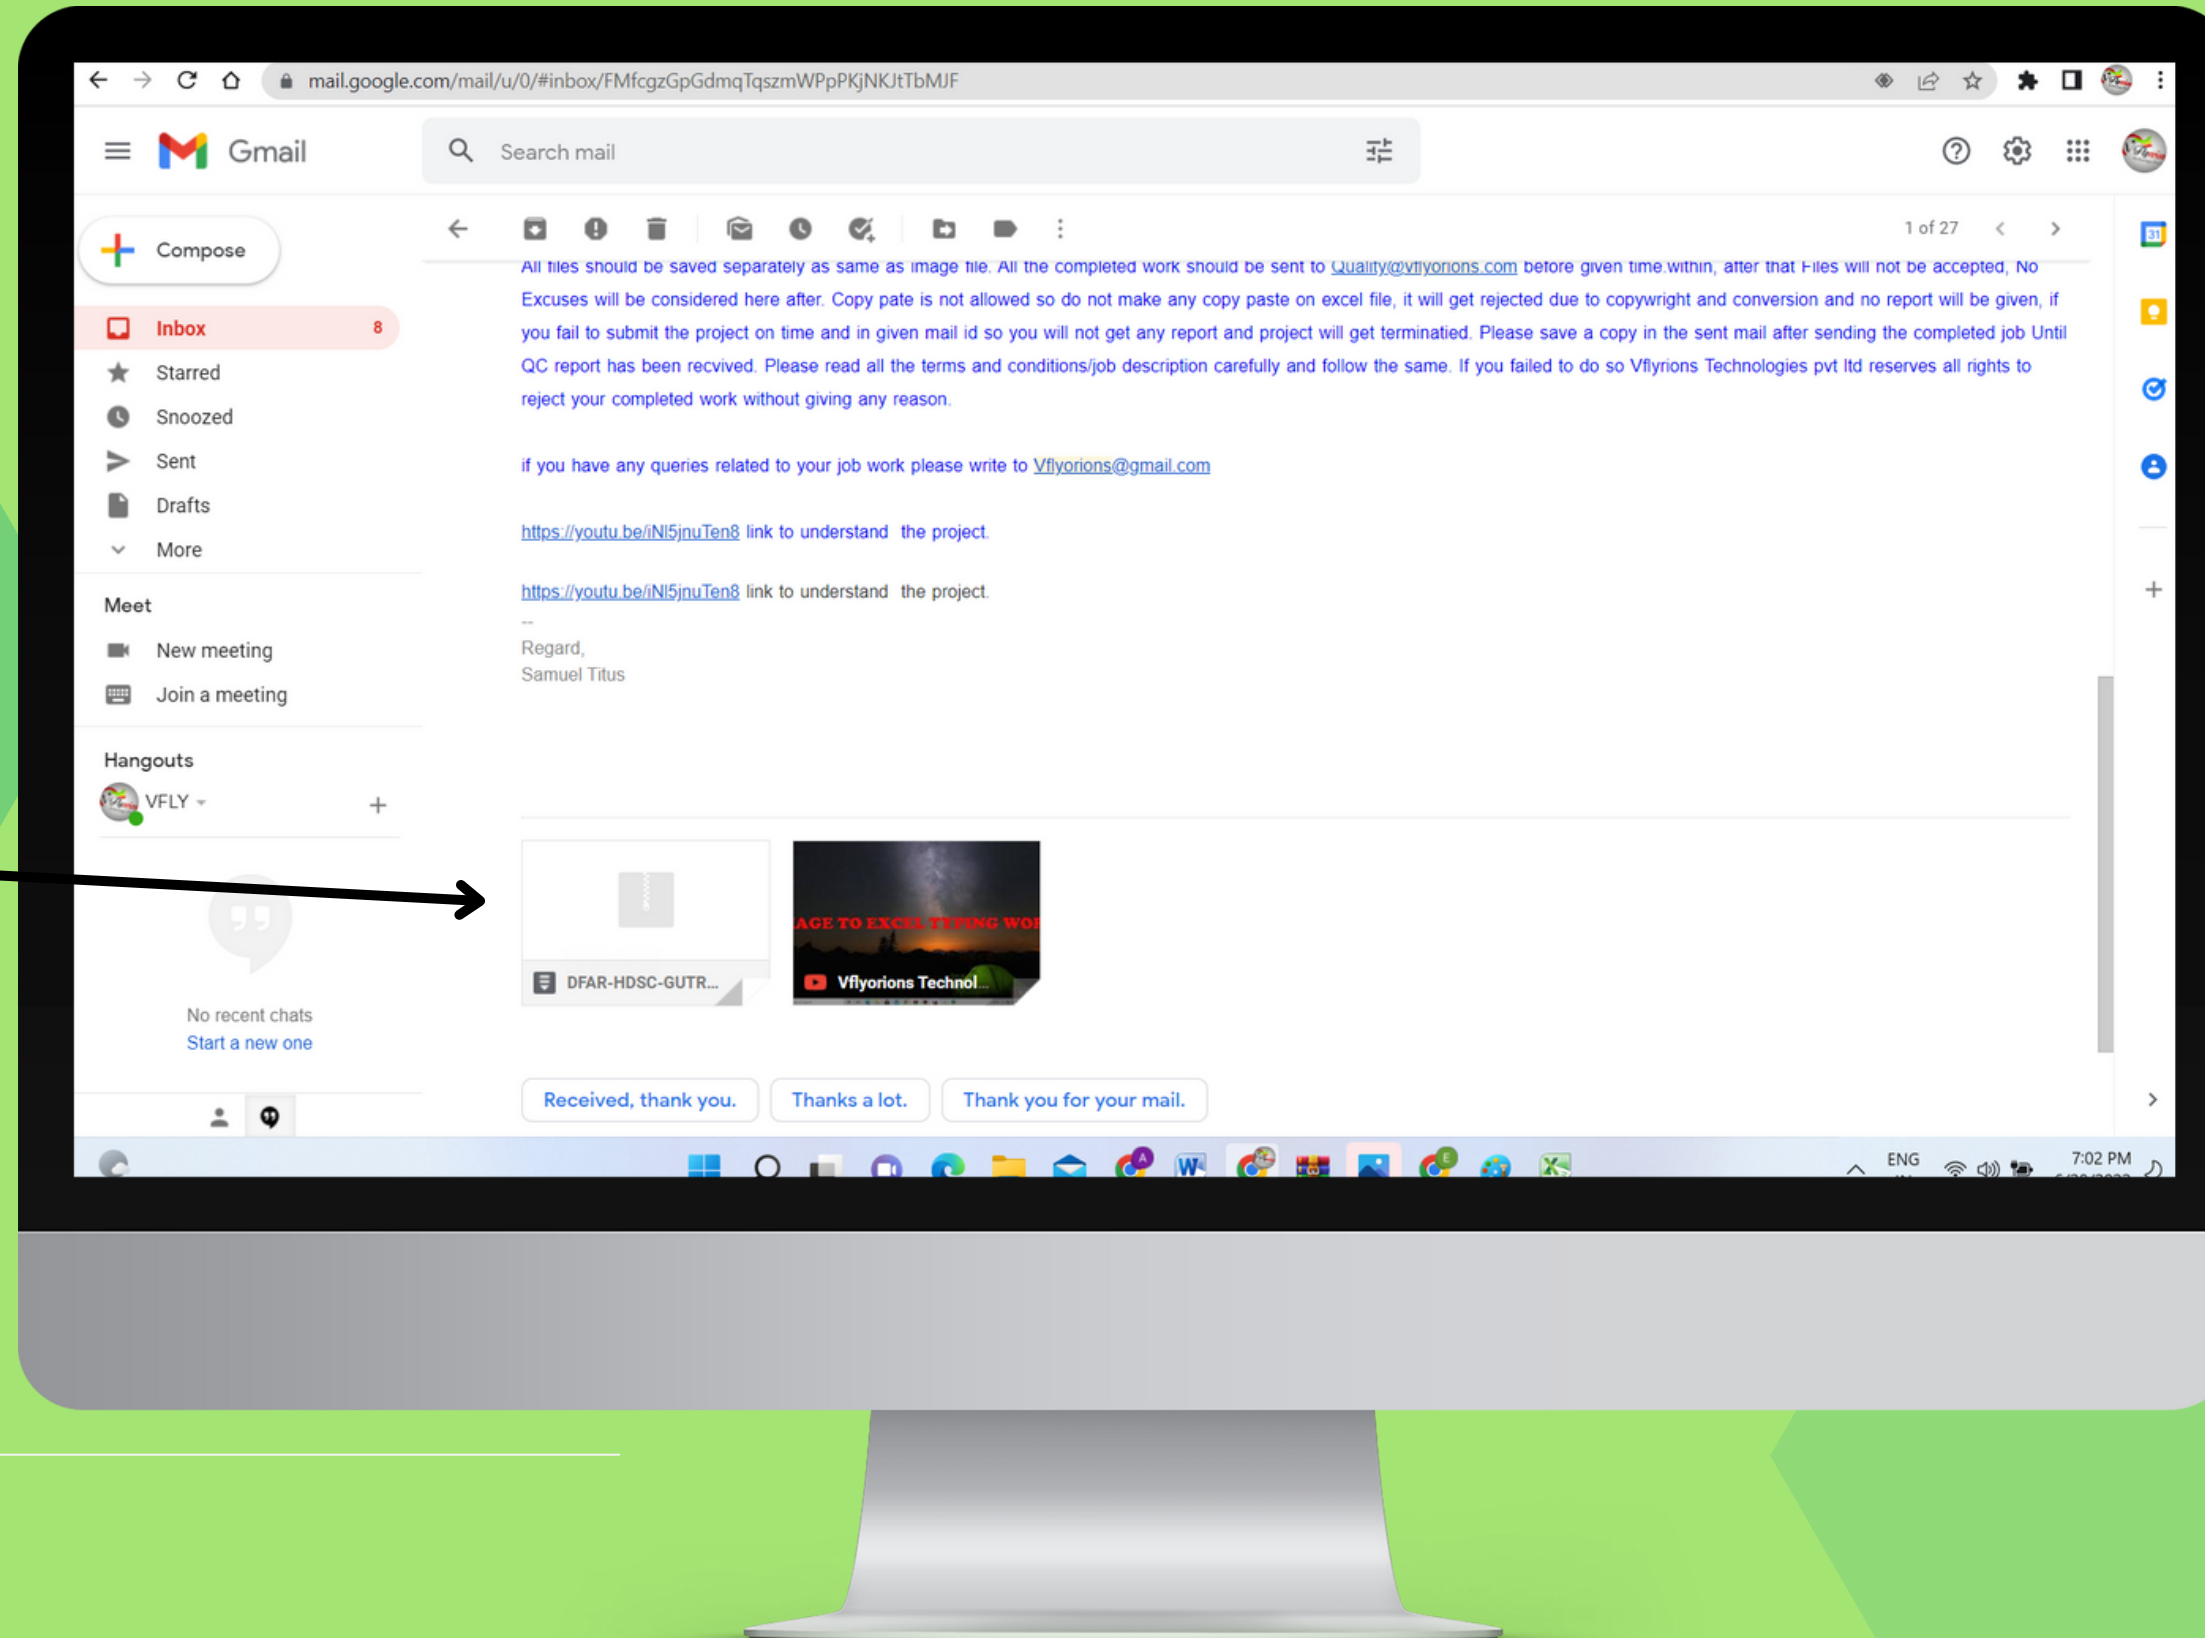 mail.google.com/mail/u/0/#inbox/FMfcgzGpGdmqTqszmWPpPKjNKJtTbMJF
Gmail
Search mail
Compose
1 of 27
31
Inbox 8
Starred
Snoozed
Sent
Drafts
More
Meet
New meeting
Join a meeting
Hangouts
VFLY
No recent chats
Start a new one
All files should be saved separately as same as image file. All the completed work should be sent to Quality@vflyorions.com before given time.within, after that Files will not be accepted, No
Excuses will be considered here after. Copy pate is not allowed so do not make any copy paste on excel file, it will get rejected due to copywright and conversion and no report will be given, if
you fail to submit the project on time and in given mail id so you will not get any report and project will get terminatied. Please save a copy in the sent mail after sending the completed job Until
QC report has been recvived. Please read all the terms and conditions/job description carefully and follow the same. If you failed to do so Vflyrions Technologies pvt ltd reserves all rights to
reject your completed work without giving any reason.
if you have any queries related to your job work please write to Vflyorions@gmail.com
https://youtu.be/iNl5jnuTen8 link to understand the project.
https://youtu.be/iNl5jnuTen8 link to understand the project.
--
Regard,
Samuel Titus
AGE TO EXCEL TYPING WOR
DFAR-HDSC-GUTR...
Vflyorions Technol...
Received, thank you.
Thanks a lot.
Thank you for your mail.
ENG
7:02 PM